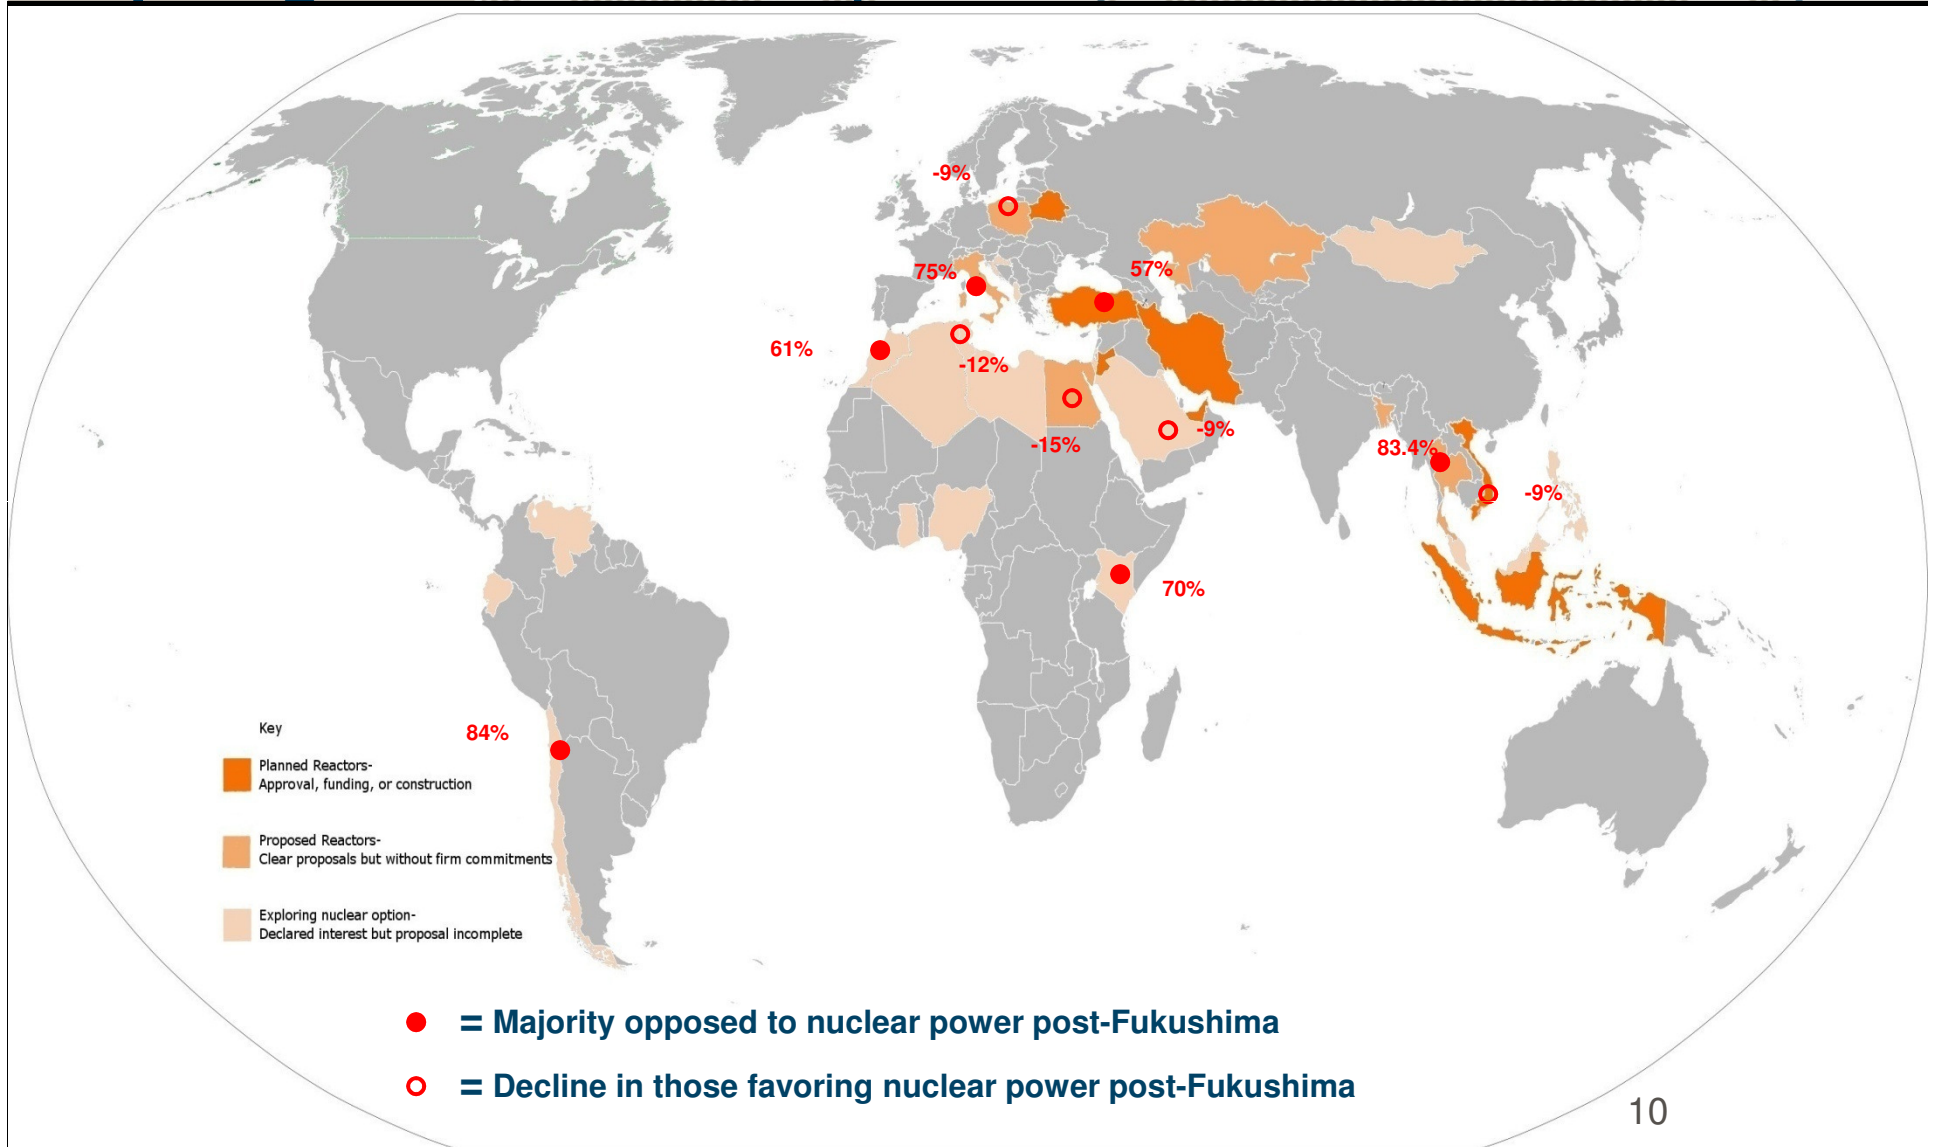 -9%
75%
57%
61%
-12%
-15%
-9%
83.4%
-9%
70%
84%
Key
Planned Reactors-
Approval, funding, or construction
Proposed Reactors-
Clear proposals but without firm commitments
Exploring nuclear option-
Declared interest but proposal incomplete
= Majority opposed to nuclear power post-Fukushima
= Decline in those favoring nuclear power post-Fukushima
10